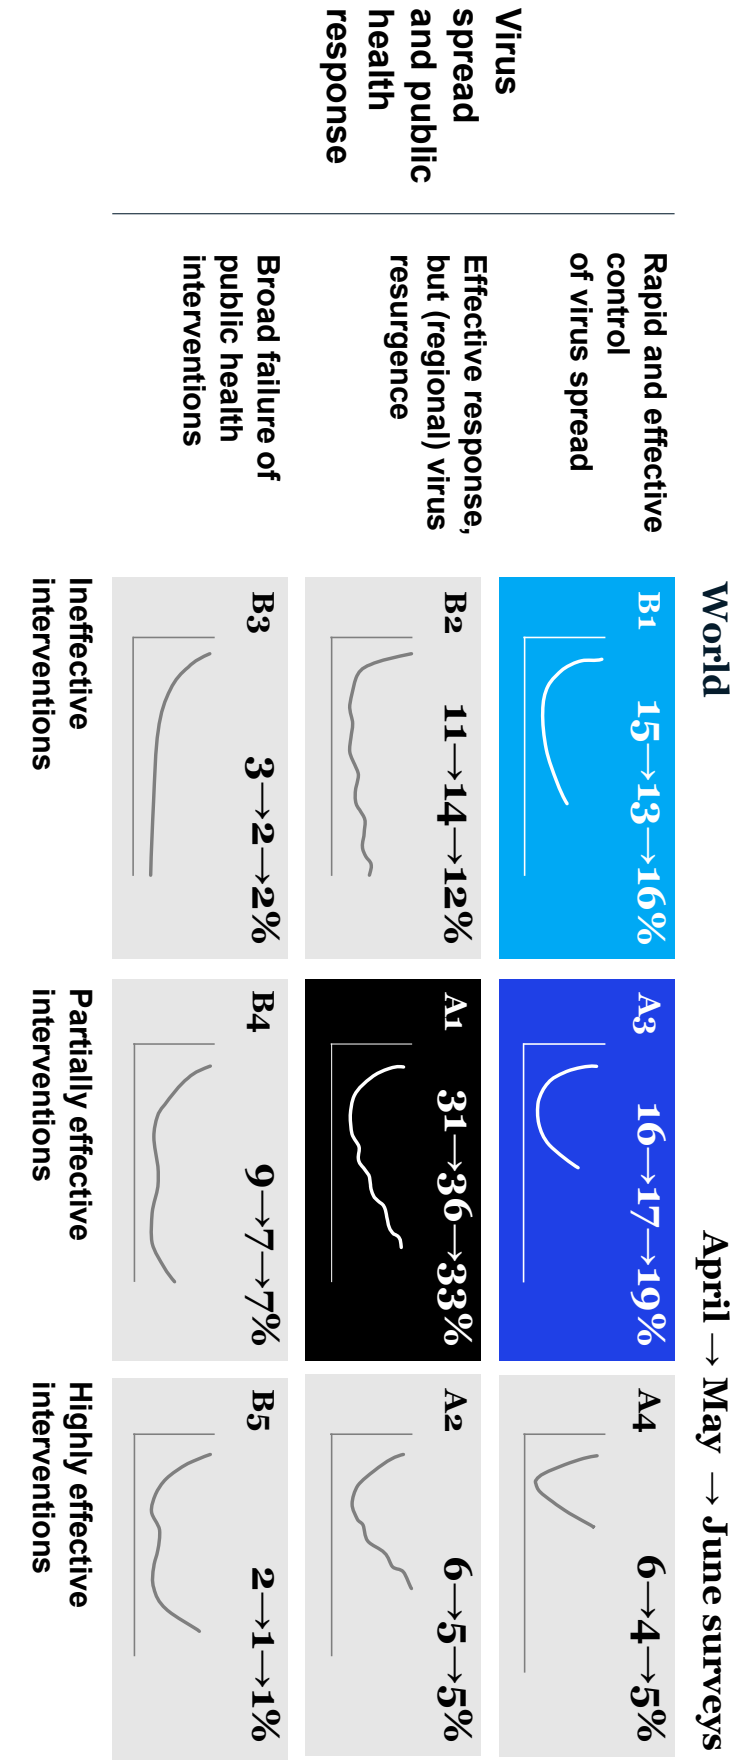 World
April → May → June surveys
Virus
spread
and public
health
response
Rapid and effective
control
of virus spread
B1
15→13→16%
A3
16→17→19%
A4
6→4→5%
Effective response,
but (regional) virus
resurgence
B2
11→14→12%
A1
31→36→33%
A2
6→5→5%
Broad failure of
public health
interventions
B3
3→2→2%
B4
9→7→7%
B5
2→1→1%
Ineffective
interventions
Partially effective
interventions
Highly effective
interventions